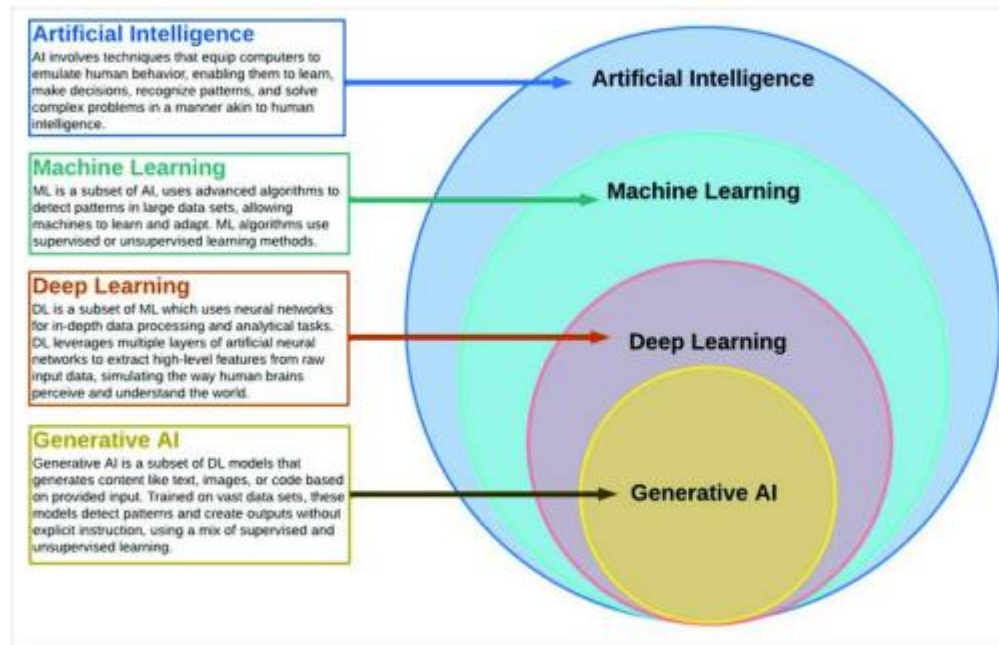 Artificial Intelligence
AI involves techniques that equip computers to
emulate human behavior, enabling them to learn,
make decisions, recognize patterns, and solve
complex problems in a manner akin to human
intelligence.
Machine Learning
ML is a subset of AI, uses advanced algorithms to
detect patterns in large data sets, allowing
machines to learn and adapt. ML algorithms use
supervised or unsupervised learning methods.
Deep Learning
DL is a subset of ML which uses neural networks
for in-depth data processing and analytical tasks.
DL leverages multiple layers of artificial neural
networks to extract high-level features from raw
input data, simulating the way human brains
perceive and understand the world.
Generative AI
Generative AI is a subset of DL models that
generates content like text, images, or code based
on provided input. Trained on vast data sets, these
models detect patterns and create outputs without
explicit instruction, using a mix of supervised and
unsupervised learning.
Artificial Intelligence
Machine Learning
Deep Learning
Generative AI